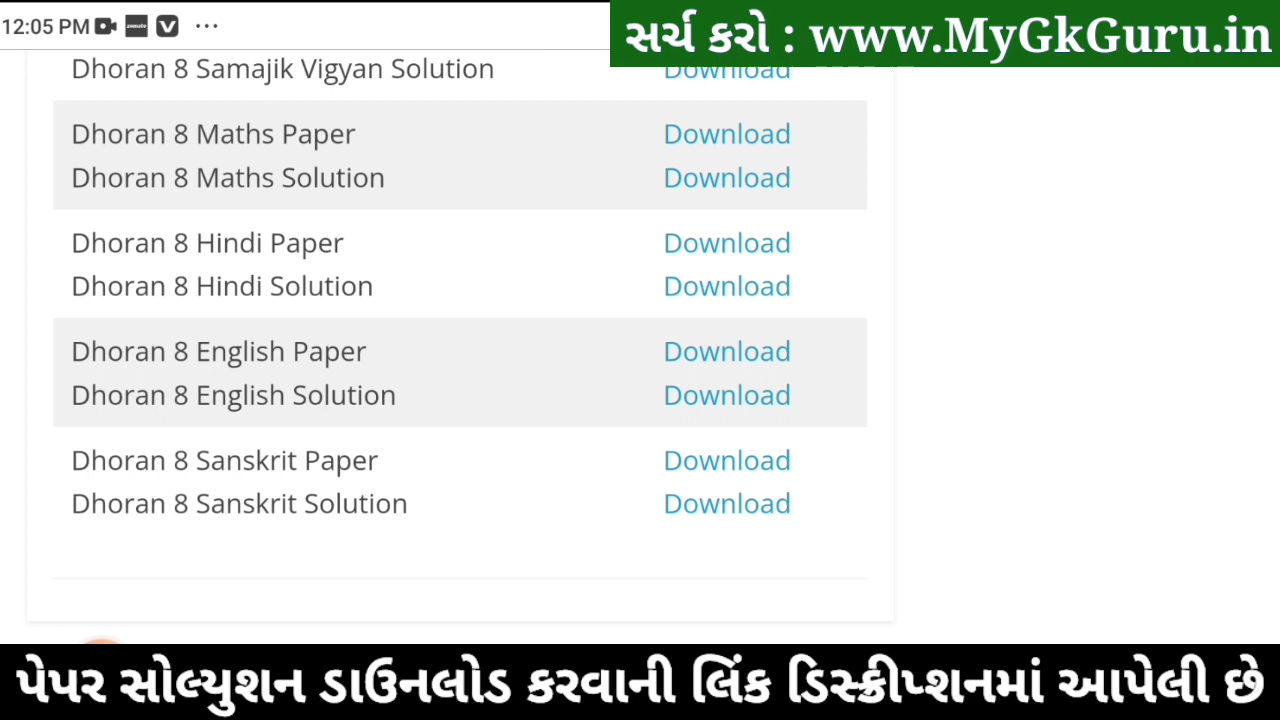 12:05 PM
સર્ચ કરો : www.MyGkGuru.in
Dhoran 8 Samajik Vigyan Solution Download
Dhoran 8 Maths Paper Download
Dhoran 8 Maths Solution Download
Dhoran 8 Hindi Paper Download
Dhoran 8 Hindi Solution Download
Dhoran 8 English Paper Download
Dhoran 8 English Solution Download
Dhoran 8 Sanskrit Paper Download
Dhoran 8 Sanskrit Solution Download
પેપર સોલ્યુશન ડાઉનલોડ કરવાની લિંક ડિસ્ક્રીપ્શનમાં આપેલી છે